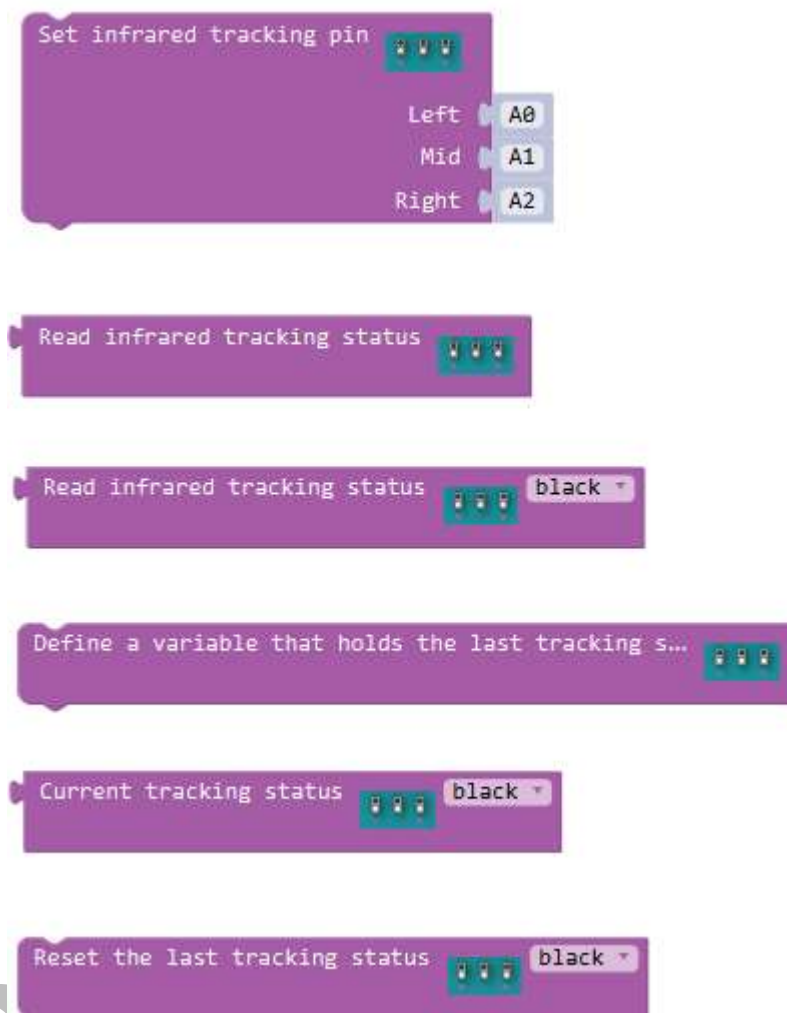 Set infrared tracking pin
Left A0
Mid A1
Right A2
Read infrared tracking status
Read infrared tracking status black
Define a variable that holds the last tracking s...
Current tracking status black
Reset the last tracking status black